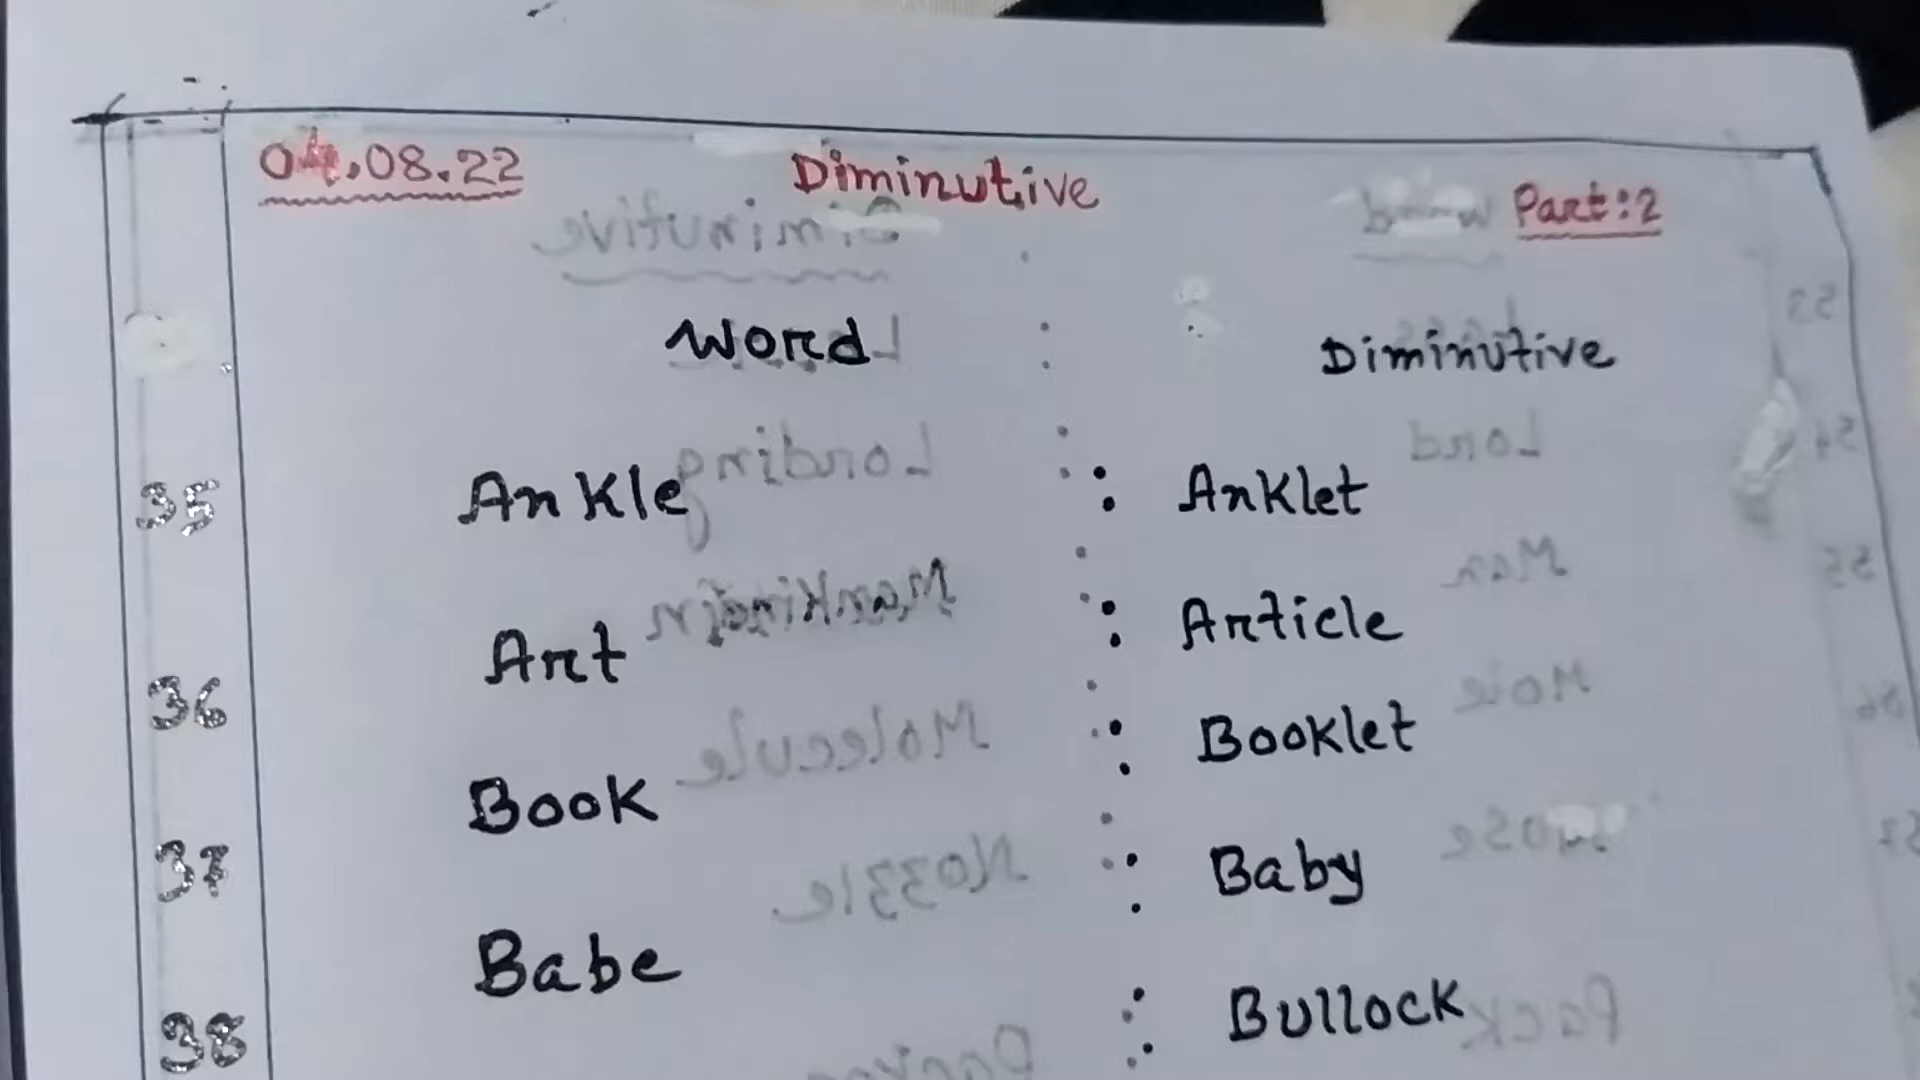 04.08.22 Diminutive Part:2
Word : Diminutive
35 Ankle : Anklet
36 Art : Article
37 Book : Booklet
38 Babe : Baby
: Bullock